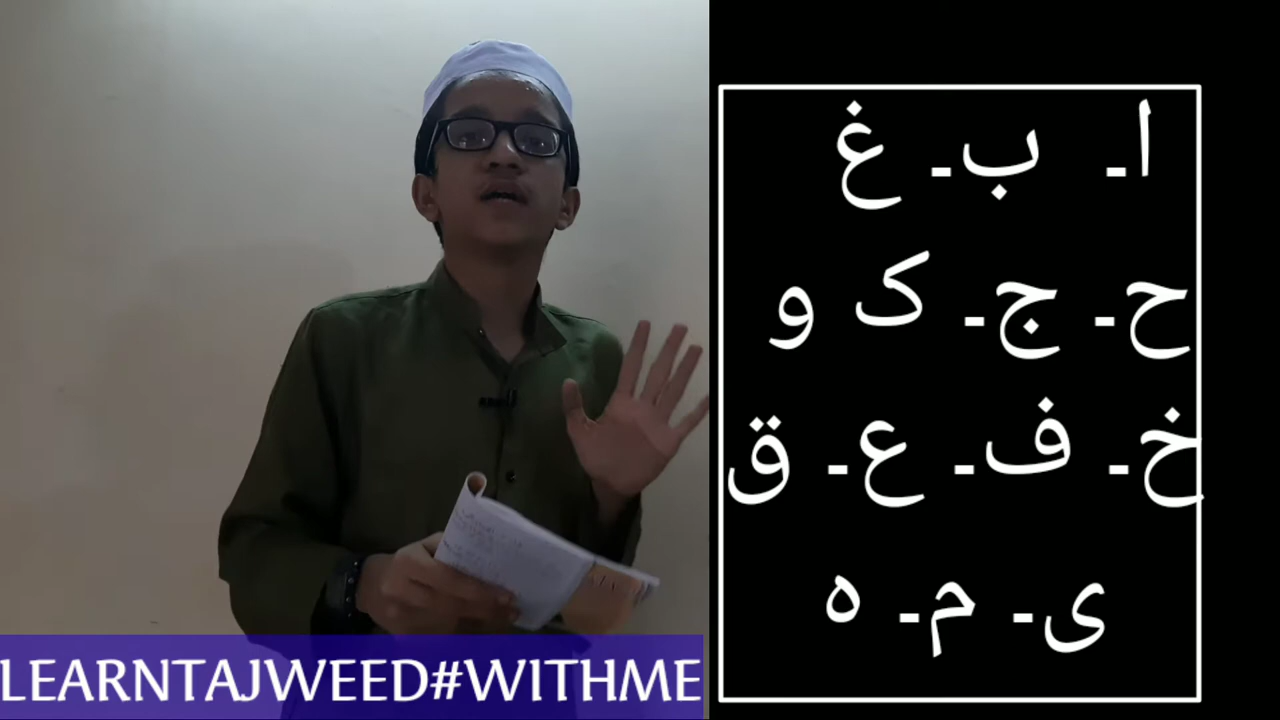 ا۔ ب۔ غ
ح۔ ج۔ ک و
خ۔ ف۔ ع۔ ق
ی۔ م۔ ہ
LEARNTAJWEED#WITHME